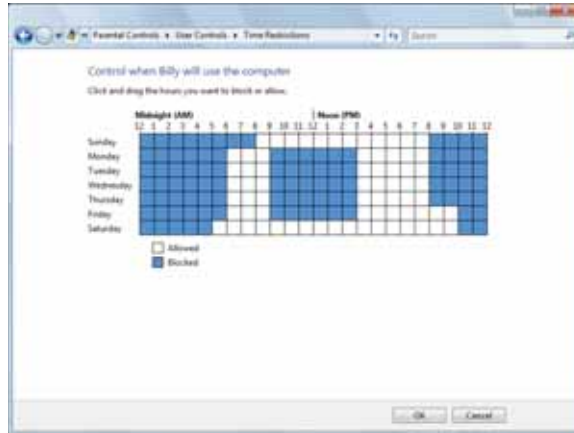 Parental Controls ▸ User Controls ▸ Time Restrictions
Control when Billy will use the computer
Click and drag the hours you want to block or allow.
Midnight (AM) Noon (PM)
12 1 2 3 4 5 6 7 8 9 10 11 12 1 2 3 4 5 6 7 8 9 10 11 12
Sunday
Monday
Tuesday
Wednesday
Thursday
Friday
Saturday
Allowed
Blocked
OK Cancel